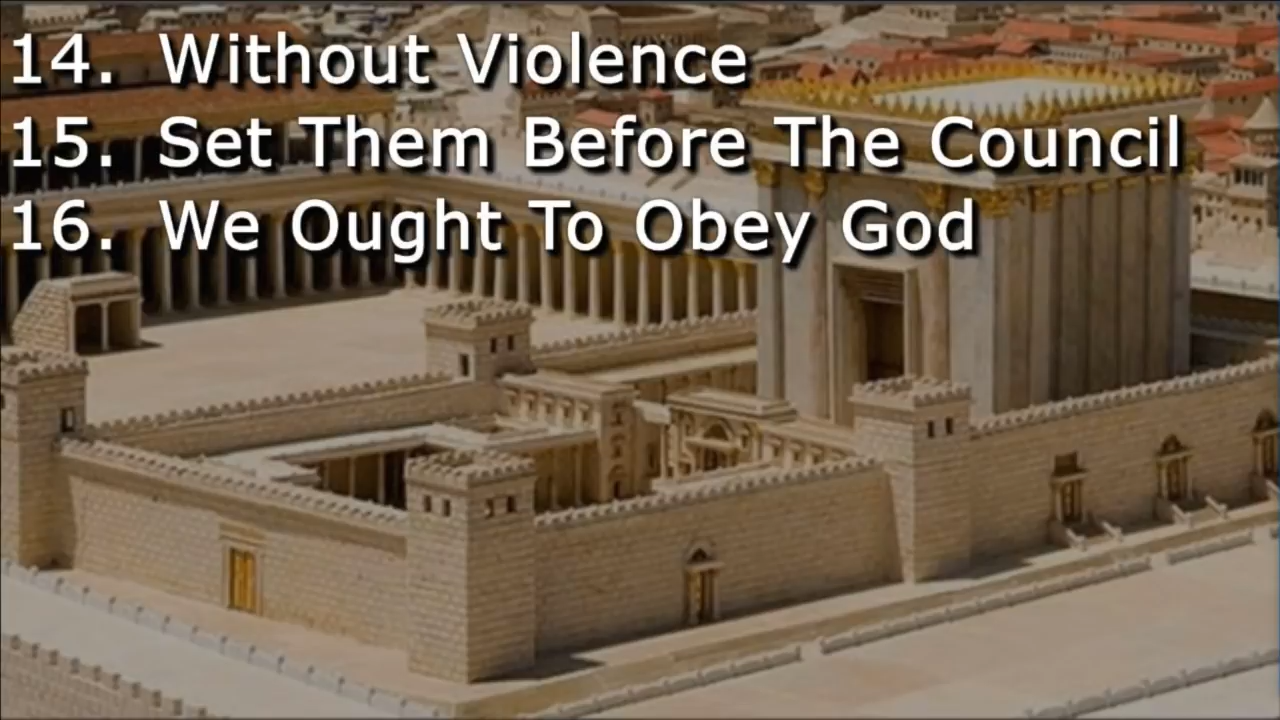 14. Without Violence
15. Set Them Before The Council
16. We Ought To Obey God